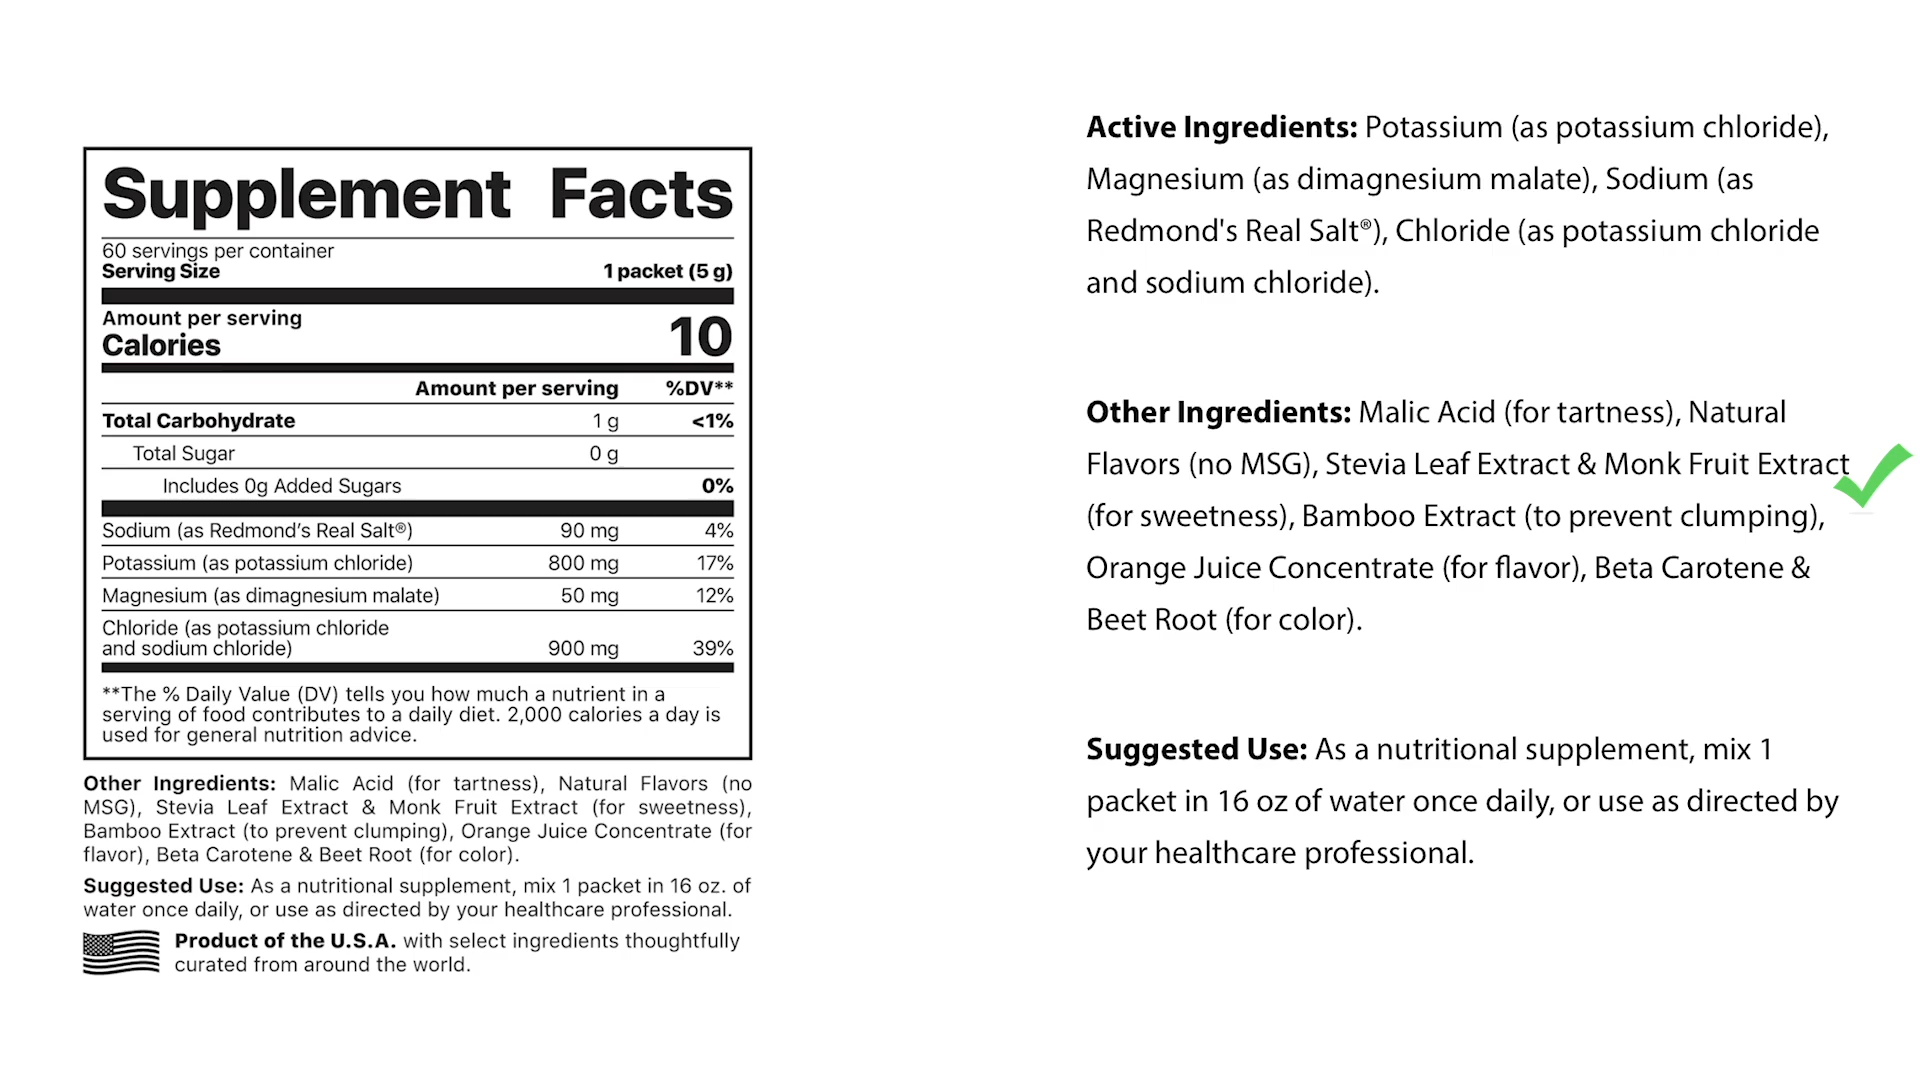 Supplement Facts
60 servings per container
Serving Size 1 packet (5 g)
Amount per serving
Calories 10
Amount per serving %DV**
Total Carbohydrate 1 g <1%
Total Sugar 0 g
Includes 0g Added Sugars 0%
Sodium (as Redmond’s Real Salt®) 90 mg 4%
Potassium (as potassium chloride) 800 mg 17%
Magnesium (as dimagnesium malate) 50 mg 12%
Chloride (as potassium chloride
and sodium chloride) 900 mg 39%
**The % Daily Value (DV) tells you how much a nutrient in a
serving of food contributes to a daily diet. 2,000 calories a day is
used for general nutrition advice.
Other Ingredients: Malic Acid (for tartness), Natural Flavors (no
MSG), Stevia Leaf Extract & Monk Fruit Extract (for sweetness),
Bamboo Extract (to prevent clumping), Orange Juice Concentrate (for
flavor), Beta Carotene & Beet Root (for color).
Suggested Use: As a nutritional supplement, mix 1 packet in 16 oz. of
water once daily, or use as directed by your healthcare professional.
Product of the U.S.A. with select ingredients thoughtfully
curated from around the world.
Active Ingredients: Potassium (as potassium chloride),
Magnesium (as dimagnesium malate), Sodium (as
Redmond's Real Salt®), Chloride (as potassium chloride
and sodium chloride).
Other Ingredients: Malic Acid (for tartness), Natural
Flavors (no MSG), Stevia Leaf Extract & Monk Fruit Extract
(for sweetness), Bamboo Extract (to prevent clumping),
Orange Juice Concentrate (for flavor), Beta Carotene &
Beet Root (for color).
Suggested Use: As a nutritional supplement, mix 1
packet in 16 oz of water once daily, or use as directed by
your healthcare professional.